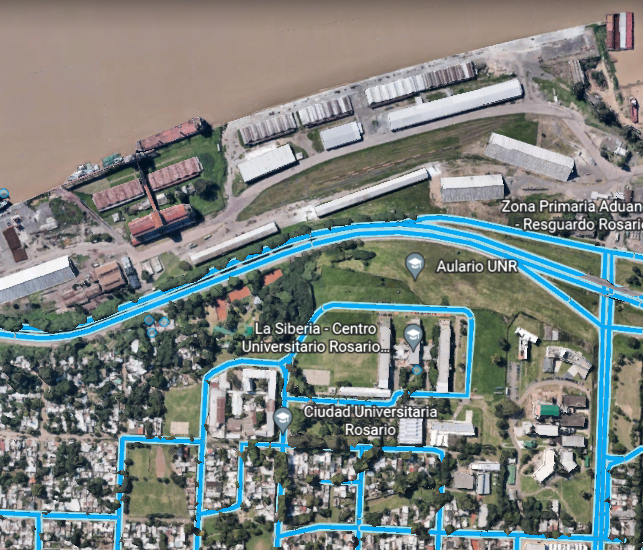 Zona Primaria Aduan
- Resguardo Rosario
Aulario UNR
La Siberia - Centro
Universitario Rosario...
Ciudad Universitaria
Rosario